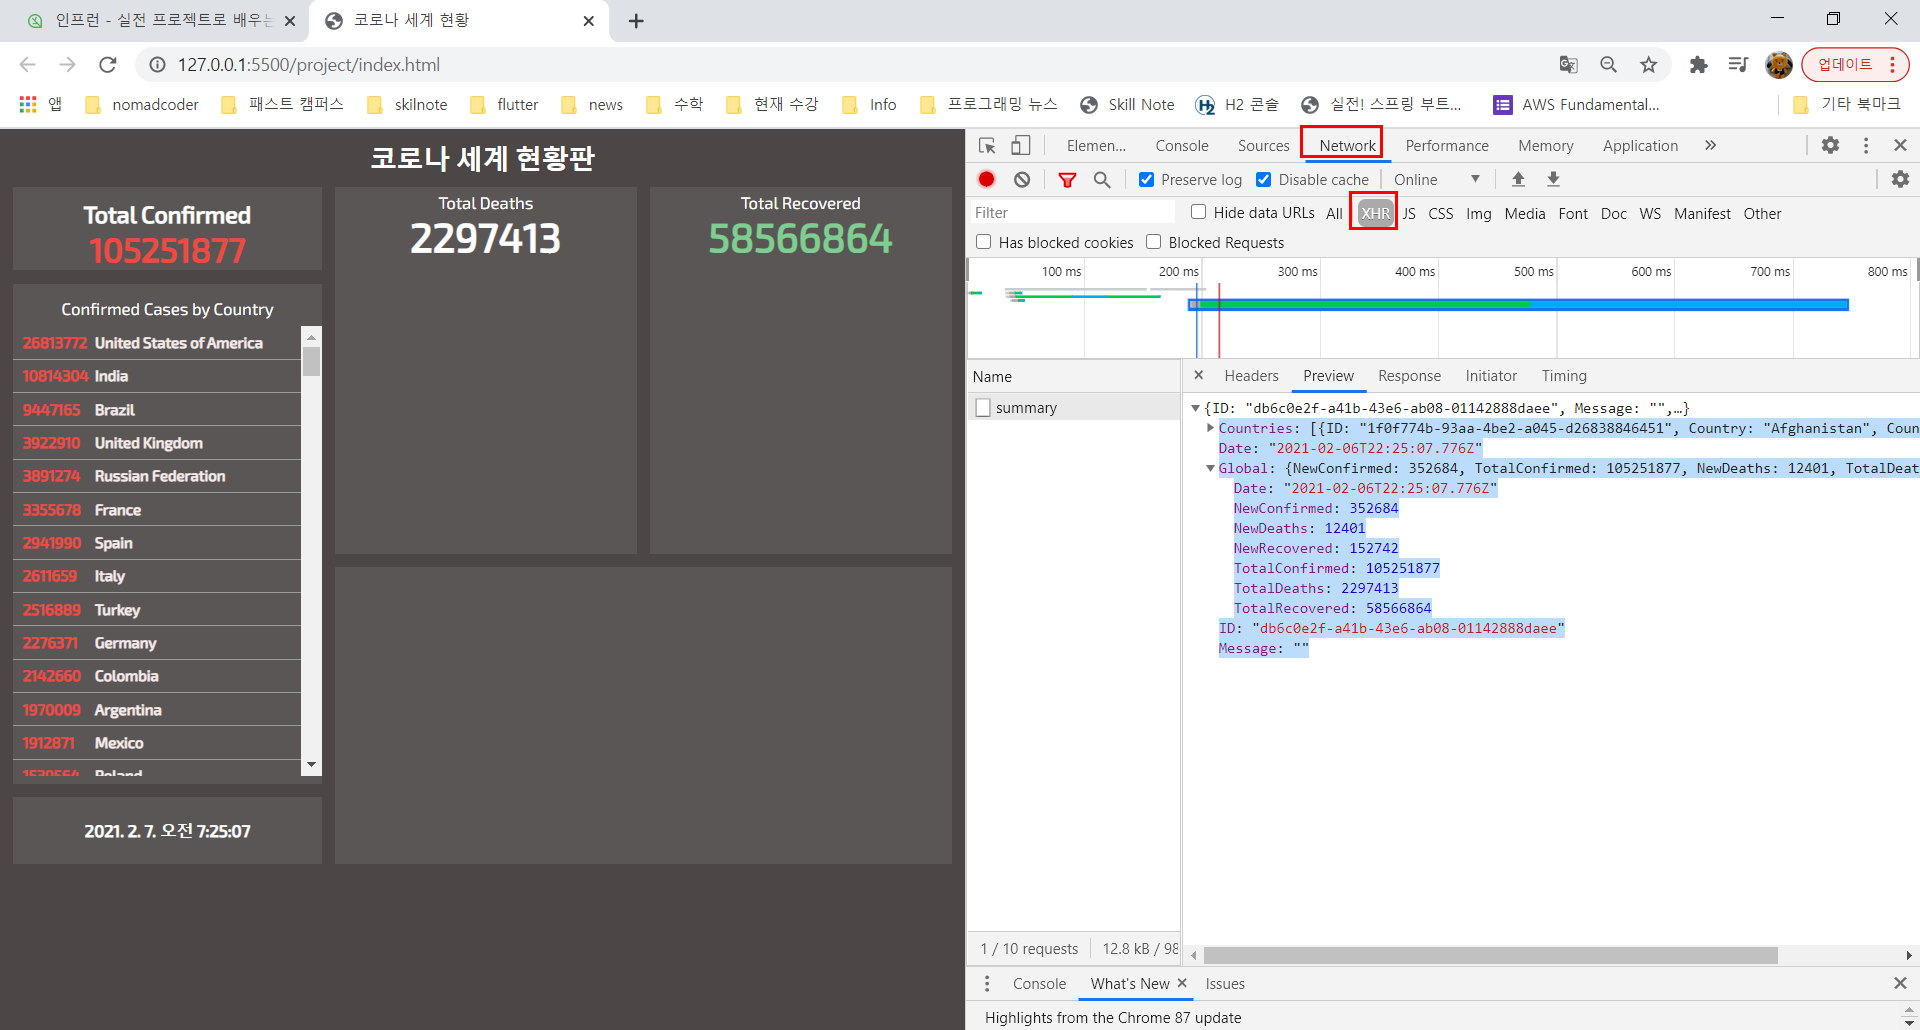 인프런 - 실전 프로젝트로 배우는
코로나 세계 현황
127.0.0.1:5500/project/index.html
업데이트
앱 nomadcoder 패스트 캠퍼스 skilnote flutter news 수학 현재 수강 Info 프로그래밍 뉴스 Skill Note H2 콘솔 실전! 스프링 부트... AWS Fundamental... 기타 북마크
코로나 세계 현황판
Total Confirmed
105251877
Total Deaths
2297413
Total Recovered
58566864
Confirmed Cases by Country
26813772 United States of America
10814304 India
9447165 Brazil
3922910 United Kingdom
3891274 Russian Federation
3355678 France
2941990 Spain
2611659 Italy
2516889 Turkey
2276371 Germany
2142660 Colombia
1970009 Argentina
1912871 Mexico
Poland
2021. 2. 7. 오전 7:25:07
Elemen... Console Sources Network Performance Memory Application
Preserve log Disable cache Online
Filter Hide data URLs All XHR JS CSS Img Media Font Doc WS Manifest Other
Has blocked cookies Blocked Requests
100 ms 200 ms 300 ms 400 ms 500 ms 600 ms 700 ms 800 ms
Name
summary
1 / 10 requests 12.8 kB / 98
Headers Preview Response Initiator Timing
{ID: "db6c0e2f-a41b-43e6-ab08-01142888daee", Message: "",…}
Countries: [{ID: "1f0f774b-93aa-4be2-a045-d26838846451", Country: "Afghanistan", Coun
Date: "2021-02-06T22:25:07.776Z"
Global: {NewConfirmed: 352684, TotalConfirmed: 105251877, NewDeaths: 12401, TotalDeat
Date: "2021-02-06T22:25:07.776Z"
NewConfirmed: 352684
NewDeaths: 12401
NewRecovered: 152742
TotalConfirmed: 105251877
TotalDeaths: 2297413
TotalRecovered: 58566864
ID: "db6c0e2f-a41b-43e6-ab08-01142888daee"
Message: ""
Console What's New Issues
Highlights from the Chrome 87 update